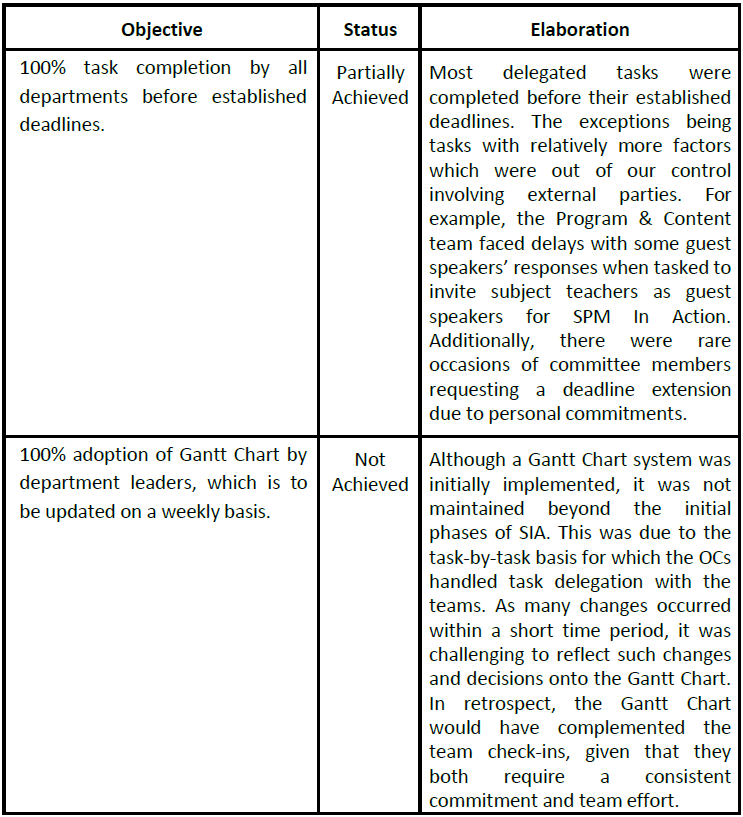 Objective
Status
Elaboration
100% task completion by all
departments before established
deadlines.
Partially
Achieved
Most delegated tasks were
completed before their established
deadlines. The exceptions being
tasks with relatively more factors
which were out of our control
involving external parties. For
example, the Program & Content
team faced delays with some guest
speakers’ responses when tasked to
invite subject teachers as guest
speakers for SPM In Action.
Additionally, there were rare
occasions of committee members
requesting a deadline extension
due to personal commitments.
100% adoption of Gantt Chart by
department leaders, which is to
be updated on a weekly basis.
Not
Achieved
Although a Gantt Chart system was
initially implemented, it was not
maintained beyond the initial
phases of SIA. This was due to the
task-by-task basis for which the OCs
handled task delegation with the
teams. As many changes occurred
within a short time period, it was
challenging to reflect such changes
and decisions onto the Gantt Chart.
In retrospect, the Gantt Chart
would have complemented the
team check-ins, given that they
both require a consistent
commitment and team effort.